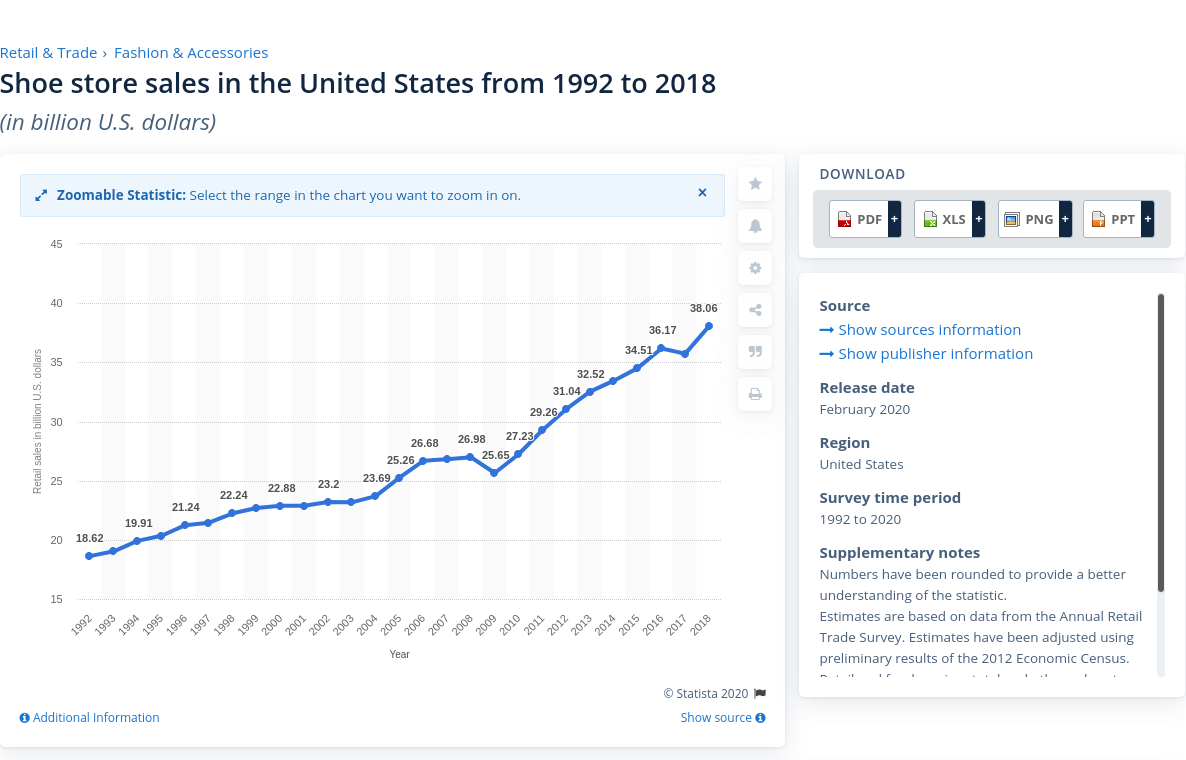 Retail & Trade › Fashion & Accessories
Shoe store sales in the United States from 1992 to 2018
(in billion U.S. dollars)
Zoomable Statistic: Select the range in the chart you want to zoom in on. ×
45
40
35
30
25
20
15
Retail sales in billion U.S. dollars
18.62
19.91
21.24
22.24
22.88
23.2
23.69
25.26
26.68
26.98
25.65
27.23
29.26
31.04
32.52
34.51
36.17
38.06
1992 1993 1994 1995 1996 1997 1998 1999 2000 2001 2002 2003 2004 2005 2006 2007 2008 2009 2010 2011 2012 2013 2014 2015 2016 2017 2018
Year
© Statista 2020
Additional Information
Show source
DOWNLOAD
PDF + XLS + PNG + PPT +
Source
Show sources information
Show publisher information
Release date
February 2020
Region
United States
Survey time period
1992 to 2020
Supplementary notes
Numbers have been rounded to provide a better
understanding of the statistic.
Estimates are based on data from the Annual Retail
Trade Survey. Estimates have been adjusted using
preliminary results of the 2012 Economic Census.